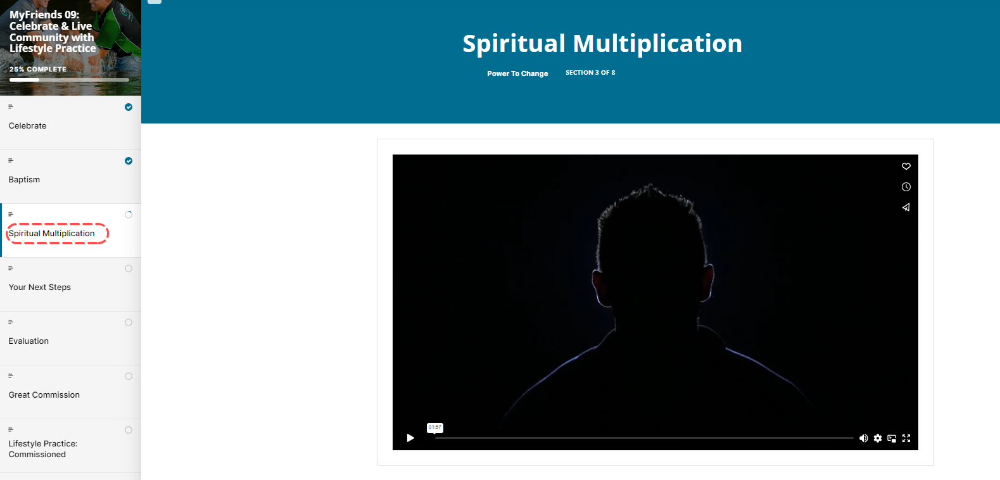 MyFriends 09:
Celebrate & Live
Community with
Lifestyle Practice
25% COMPLETE
Celebrate
Baptism
Spiritual Multiplication
Your Next Steps
Evaluation
Great Commission
Lifestyle Practice:
Commissioned
Spiritual Multiplication
Power To Change SECTION 3 OF 8
01:57